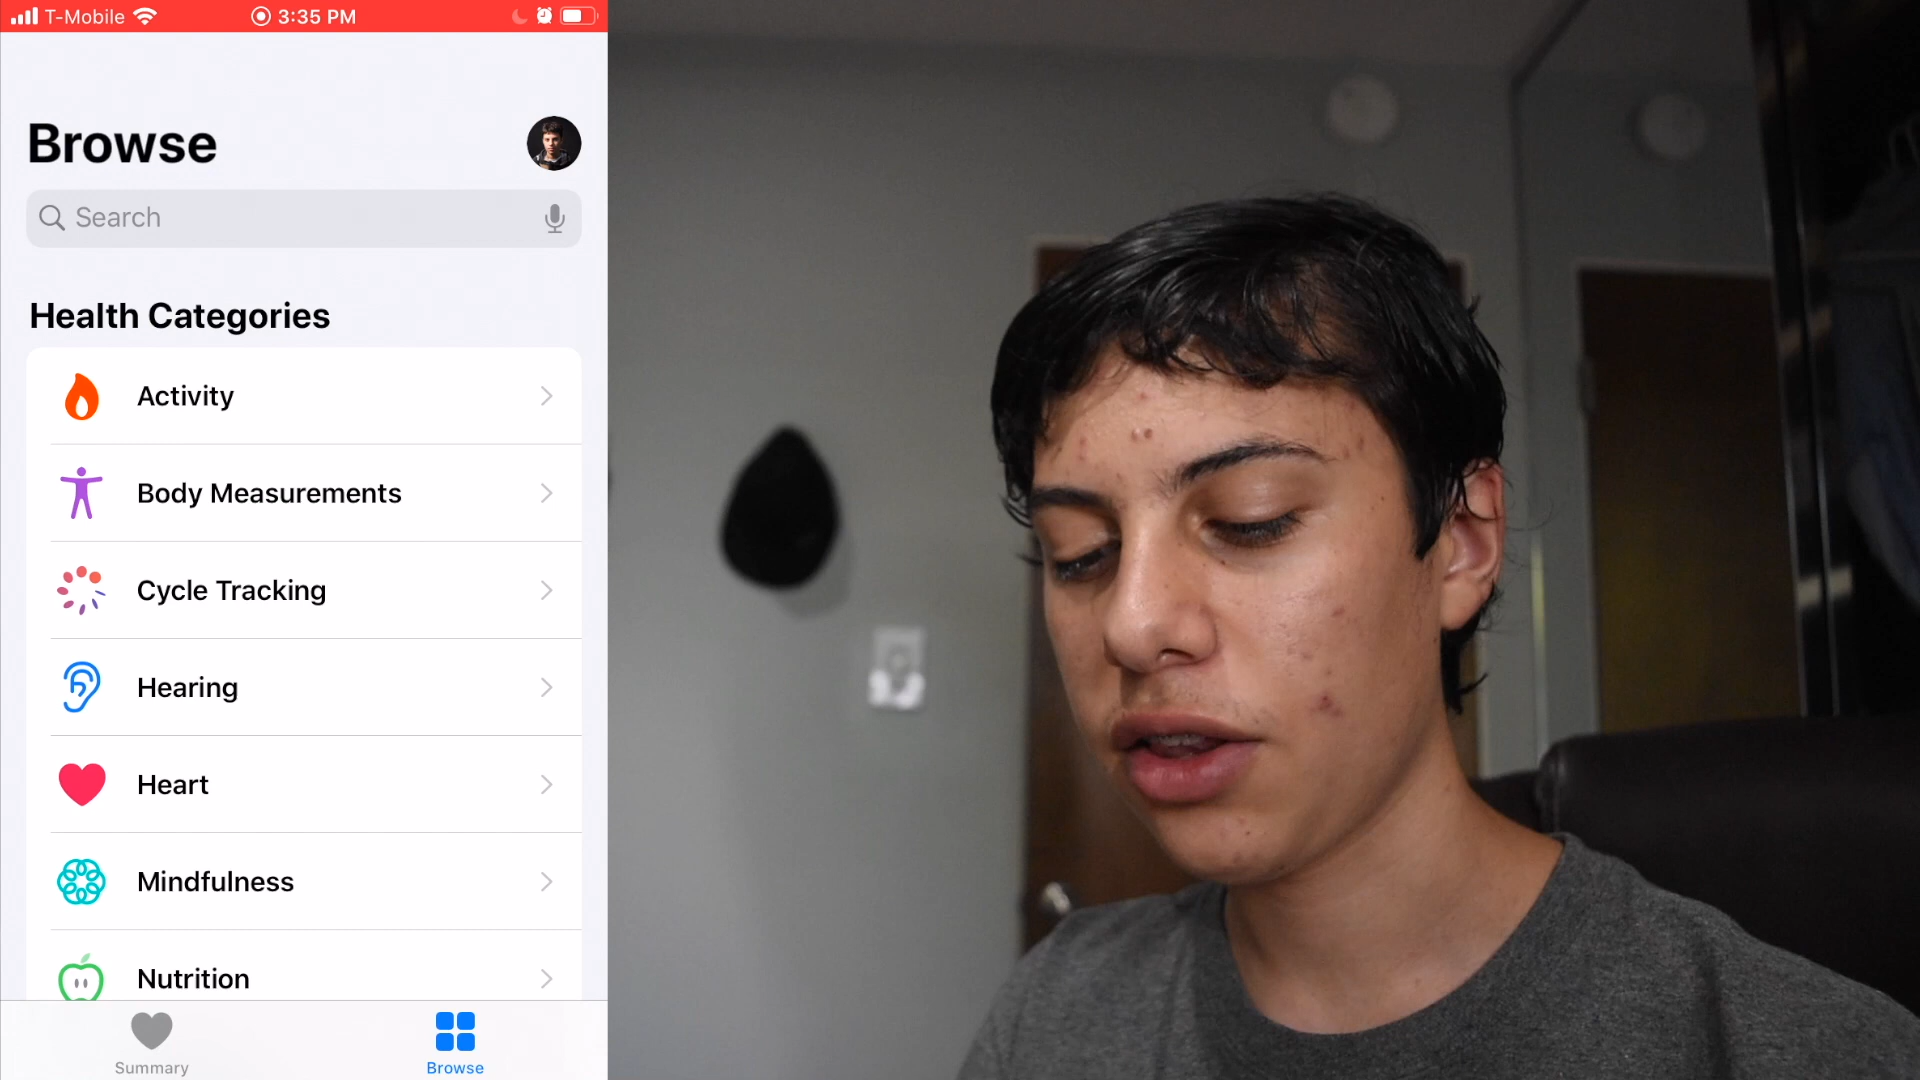 T-Mobile 3:35 PM
Browse
Search
Health Categories
Activity
Body Measurements
Cycle Tracking
Hearing
Heart
Mindfulness
Nutrition
Summary Browse